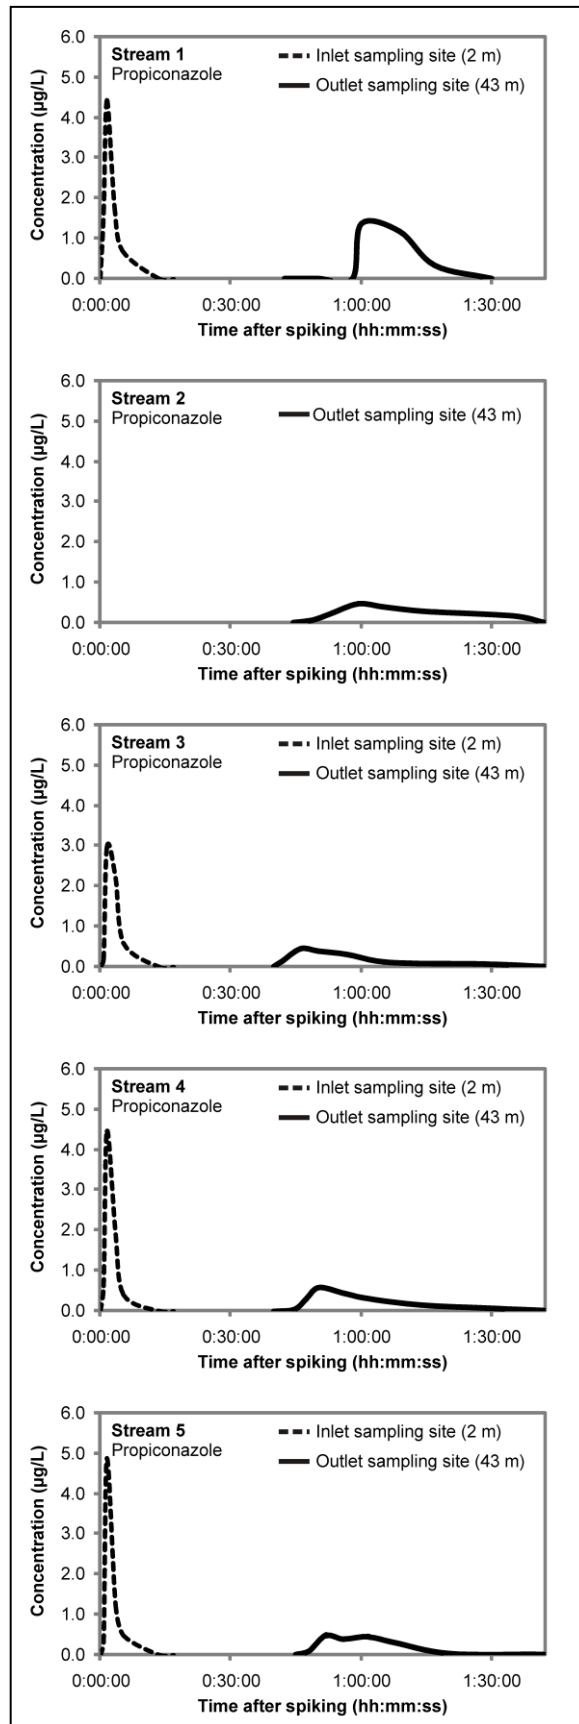 Stream 1
Propiconazole
Inlet sampling site (2 m)
Outlet sampling site (43 m)
Concentration (µg/L)
6.0
5.0
4.0
3.0
2.0
1.0
0.0
0:00:00 0:30:00 1:00:00 1:30:00
Time after spiking (hh:mm:ss)
Stream 2
Propiconazole
Outlet sampling site (43 m)
Concentration (µg/L)
6.0
5.0
4.0
3.0
2.0
1.0
0.0
0:00:00 0:30:00 1:00:00 1:30:00
Time after spiking (hh:mm:ss)
Stream 3
Propiconazole
Inlet sampling site (2 m)
Outlet sampling site (43 m)
Concentration (µg/L)
6.0
5.0
4.0
3.0
2.0
1.0
0.0
0:00:00 0:30:00 1:00:00 1:30:00
Time after spiking (hh:mm:ss)
Stream 4
Propiconazole
Inlet sampling site (2 m)
Outlet sampling site (43 m)
Concentration (µg/L)
6.0
5.0
4.0
3.0
2.0
1.0
0.0
0:00:00 0:30:00 1:00:00 1:30:00
Time after spiking (hh:mm:ss)
Stream 5
Propiconazole
Inlet sampling site (2 m)
Outlet sampling site (43 m)
Concentration (µg/L)
6.0
5.0
4.0
3.0
2.0
1.0
0.0
0:00:00 0:30:00 1:00:00 1:30:00
Time after spiking (hh:mm:ss)